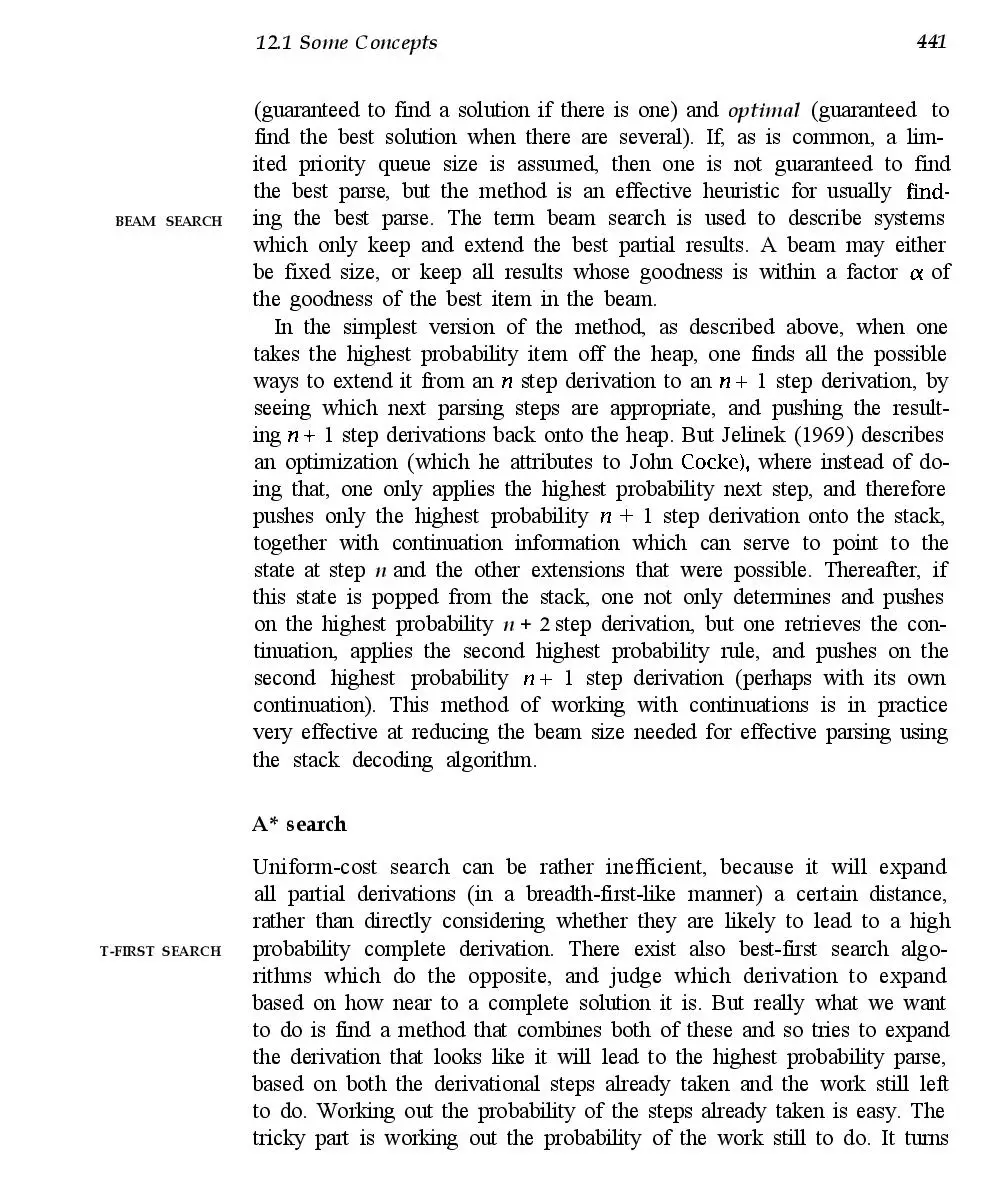 12.1 Some Concepts 441
(guaranteed to find a solution if there is one) and optimal (guaranteed to
find the best solution when there are several). If, as is common, a lim-
ited priority queue size is assumed, then one is not guaranteed to find
the best parse, but the method is an effective heuristic for usually find-
BEAM SEARCH ing the best parse. The term beam search is used to describe systems
which only keep and extend the best partial results. A beam may either
be fixed size, or keep all results whose goodness is within a factor α of
the goodness of the best item in the beam.
In the simplest version of the method, as described above, when one
takes the highest probability item off the heap, one finds all the possible
ways to extend it from an n step derivation to an n + 1 step derivation, by
seeing which next parsing steps are appropriate, and pushing the result-
ing n + 1 step derivations back onto the heap. But Jelinek (1969) describes
an optimization (which he attributes to John Cocke), where instead of do-
ing that, one only applies the highest probability next step, and therefore
pushes only the highest probability n + 1 step derivation onto the stack,
together with continuation information which can serve to point to the
state at step n and the other extensions that were possible. Thereafter, if
this state is popped from the stack, one not only determines and pushes
on the highest probability n + 2 step derivation, but one retrieves the con-
tinuation, applies the second highest probability rule, and pushes on the
second highest probability n + 1 step derivation (perhaps with its own
continuation). This method of working with continuations is in practice
very effective at reducing the beam size needed for effective parsing using
the stack decoding algorithm.
A* search
Uniform-cost search can be rather inefficient, because it will expand
all partial derivations (in a breadth-first-like manner) a certain distance,
rather than directly considering whether they are likely to lead to a high
T-FIRST SEARCH probability complete derivation. There exist also best-first search algo-
rithms which do the opposite, and judge which derivation to expand
based on how near to a complete solution it is. But really what we want
to do is find a method that combines both of these and so tries to expand
the derivation that looks like it will lead to the highest probability parse,
based on both the derivational steps already taken and the work still left
to do. Working out the probability of the steps already taken is easy. The
tricky part is working out the probability of the work still to do. It turns